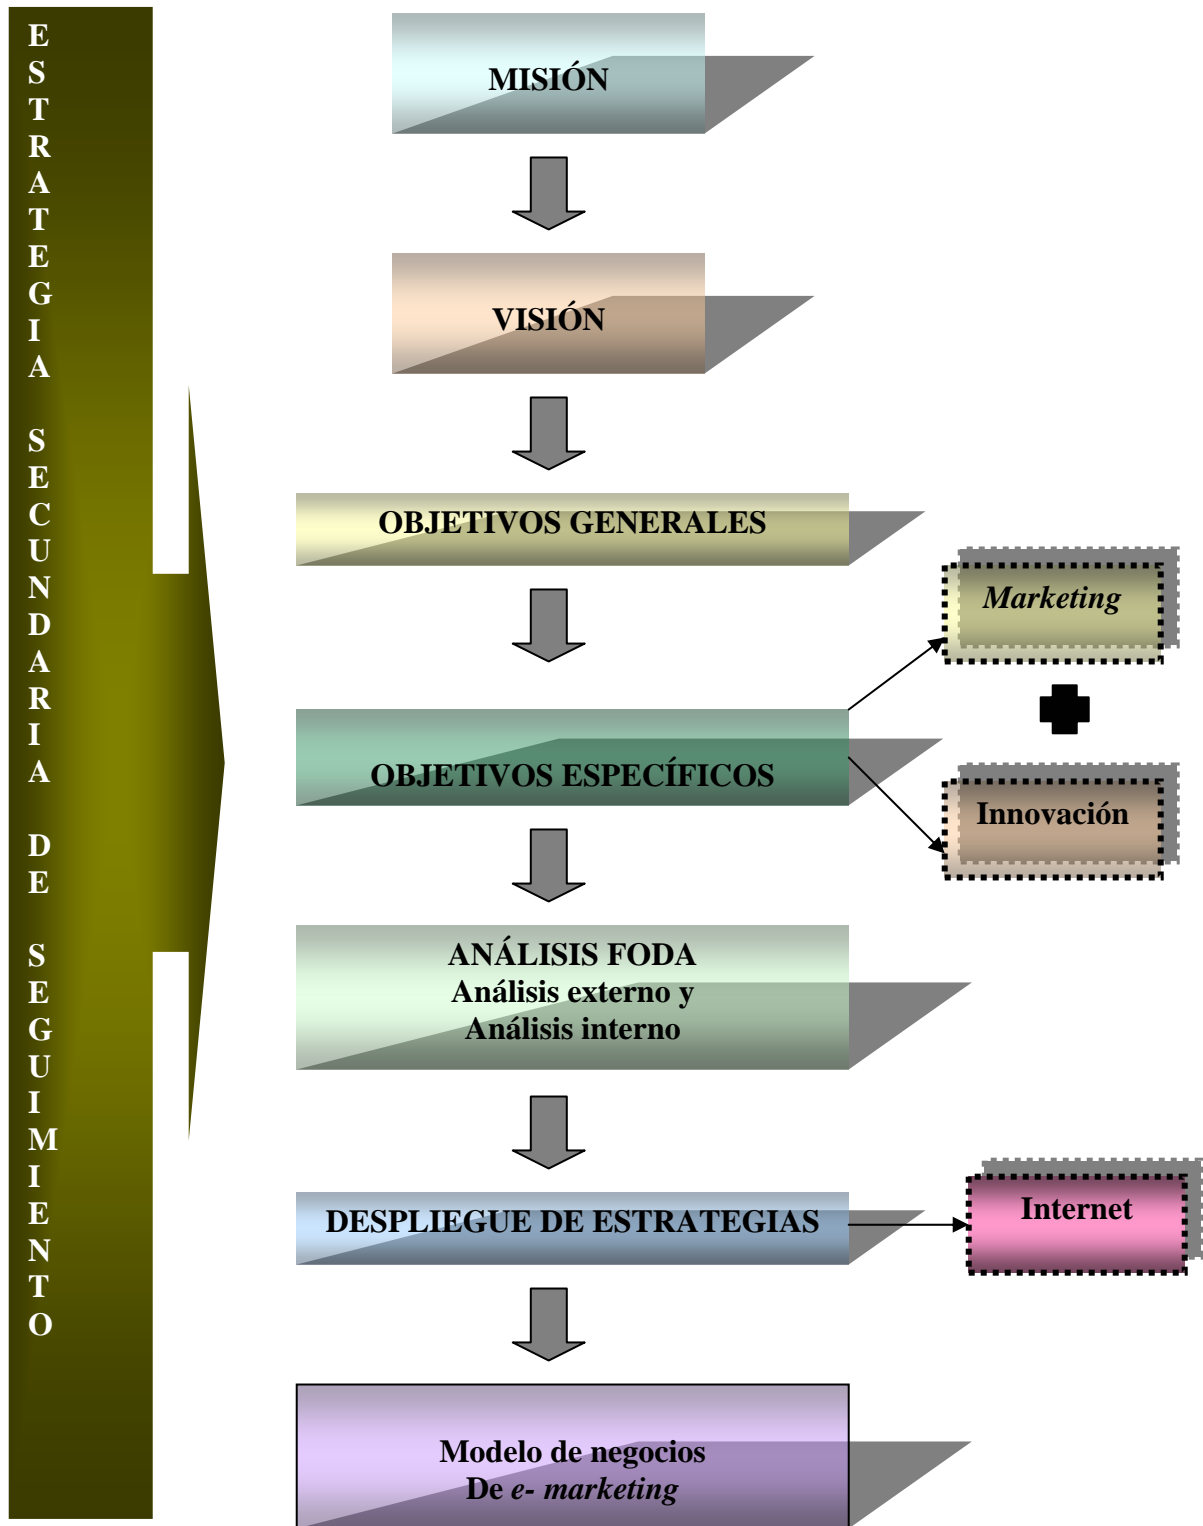 ESTRATEGIA SECUNDARIA DE SEGUIMIENTO
MISIÓN
VISIÓN
OBJETIVOS GENERALES
Marketing
OBJETIVOS ESPECÍFICOS
Innovación
ANÁLISIS FODA
Análisis externo y
Análisis interno
DESPLIEGUE DE ESTRATEGIAS
Internet
Modelo de negocios
De e- marketing